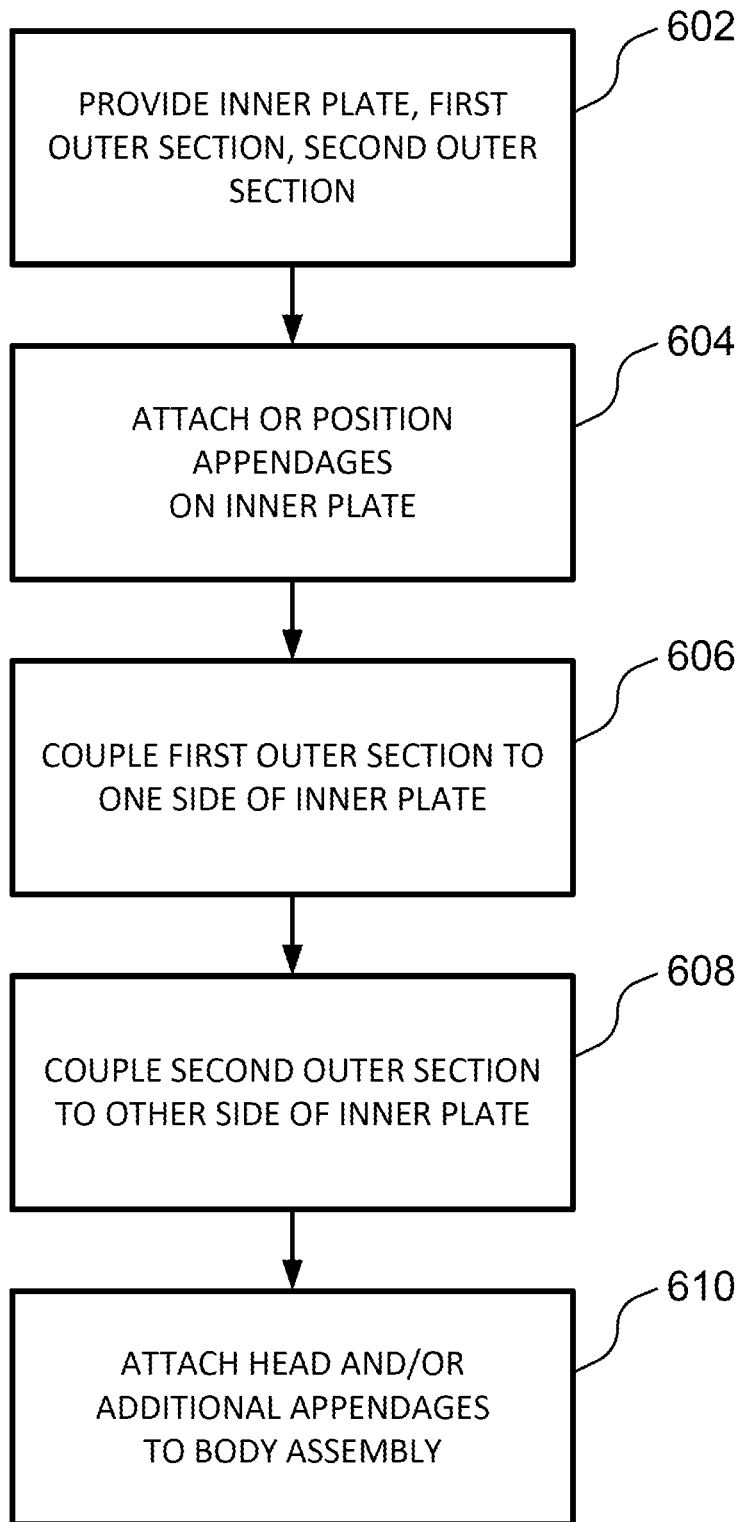 602
PROVIDE INNER PLATE, FIRST
OUTER SECTION, SECOND OUTER
SECTION
604
ATTACH OR POSITION
APPENDAGES
ON INNER PLATE
606
COUPLE FIRST OUTER SECTION TO
ONE SIDE OF INNER PLATE
608
COUPLE SECOND OUTER SECTION
TO OTHER SIDE OF INNER PLATE
610
ATTACH HEAD AND/OR
ADDITIONAL APPENDAGES
TO BODY ASSEMBLY